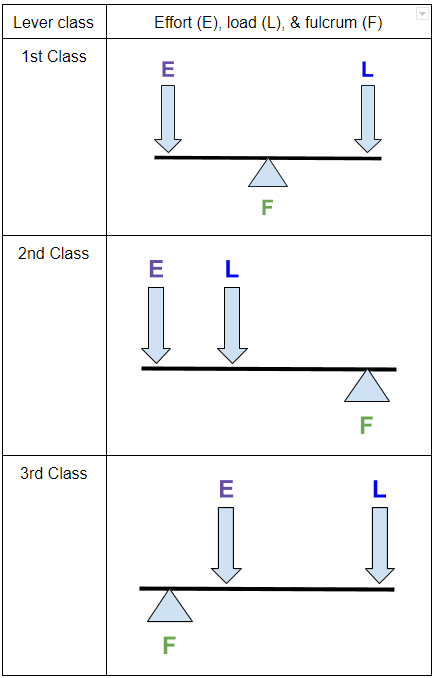 Lever class
Effort (E), load (L), & fulcrum (F)
1st Class
E
L
F
2nd Class
E
L
F
3rd Class
E
L
F